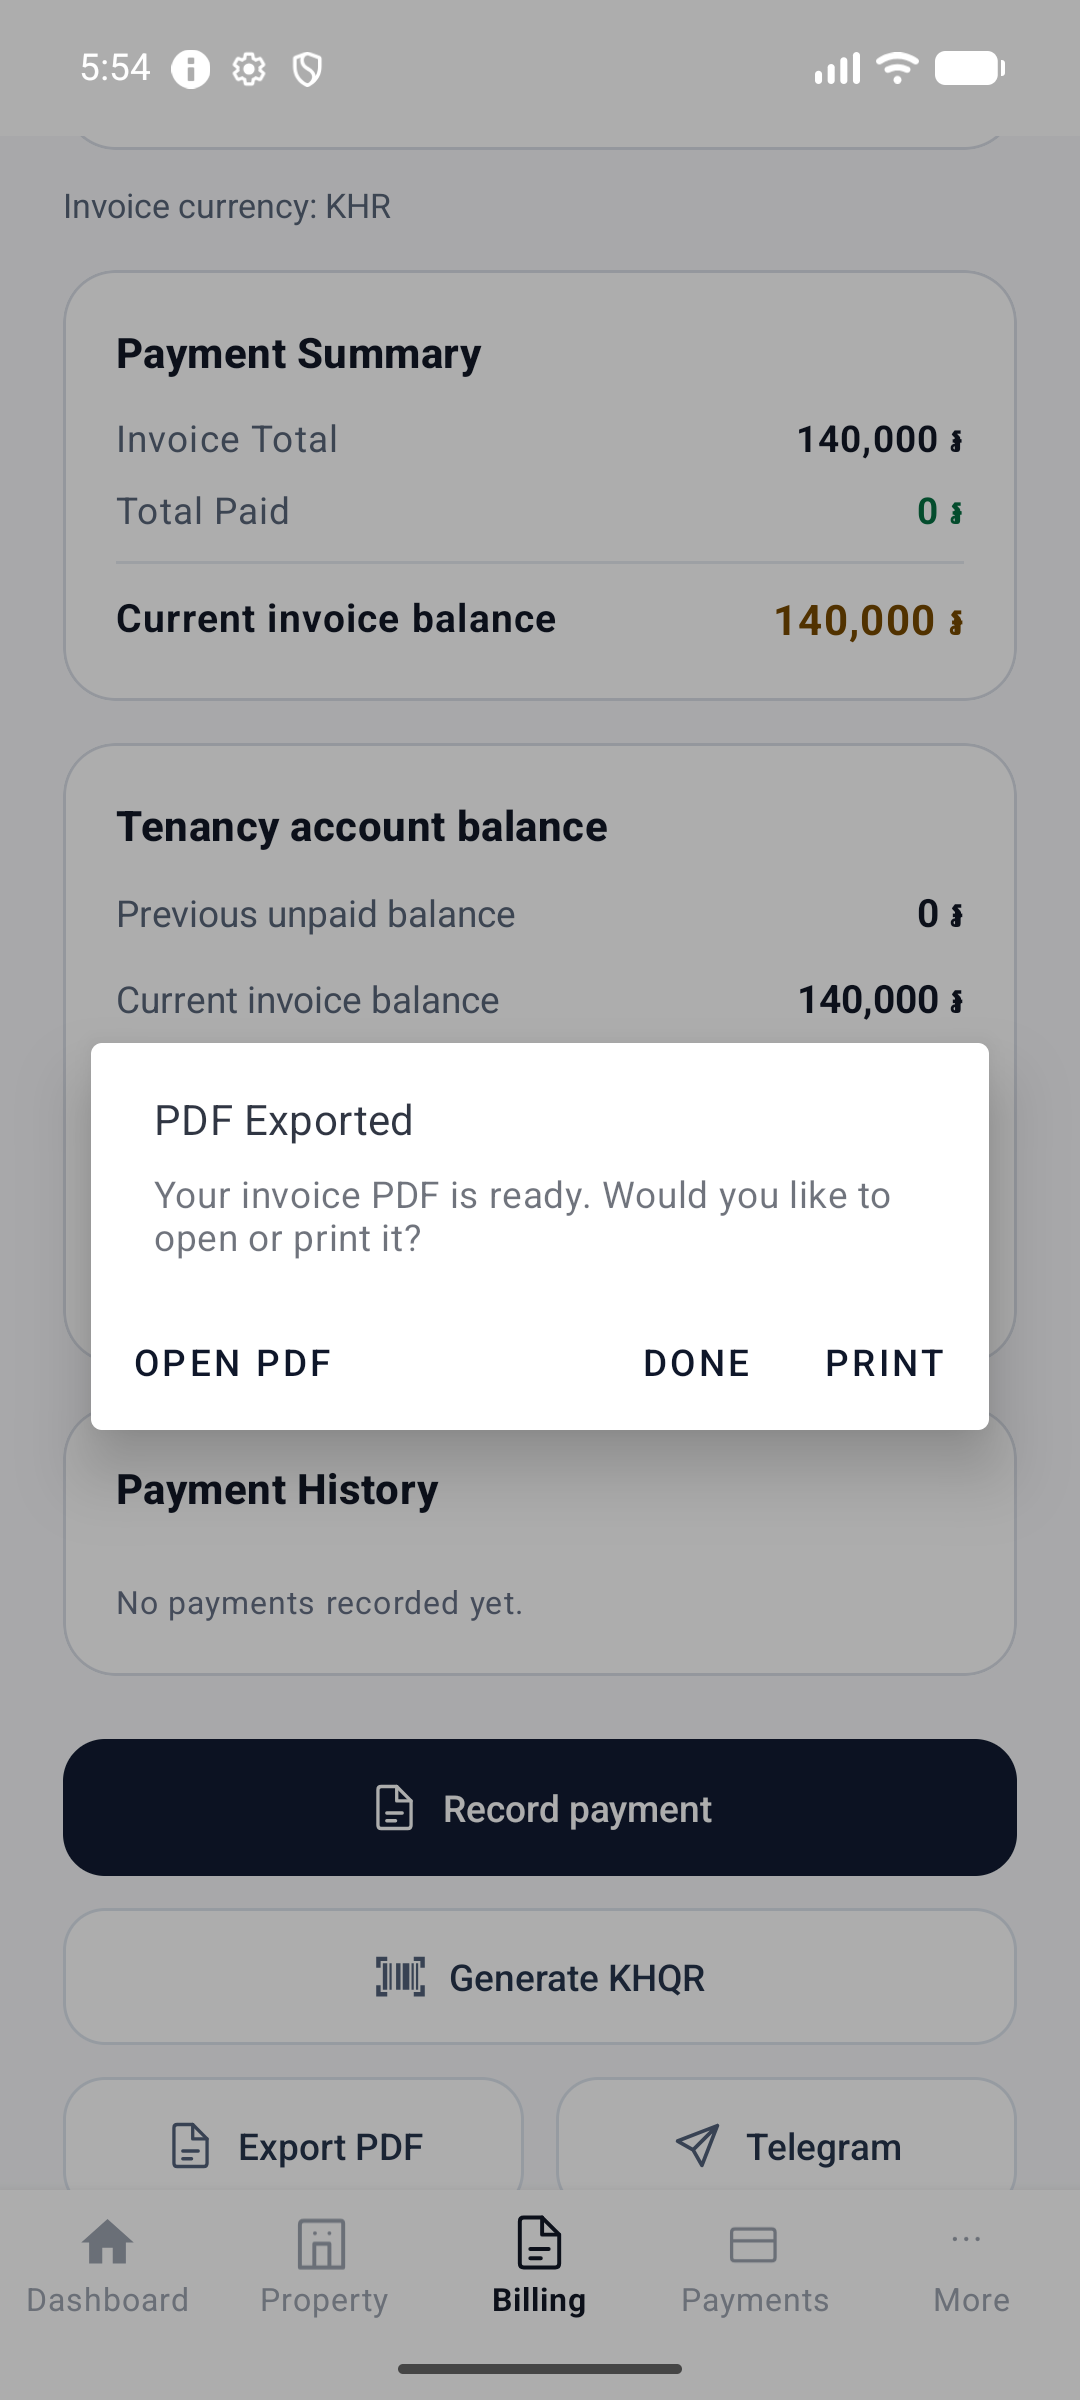 5:54
Invoice currency: KHR
Payment Summary
Invoice Total 140,000 ៛
Total Paid 0 ៛
Current invoice balance 140,000 ៛
Tenancy account balance
Previous unpaid balance 0 ៛
Current invoice balance 140,000 ៛
PDF Exported
Your invoice PDF is ready. Would you like to
open or print it?
OPEN PDF DONE PRINT
Payment History
No payments recorded yet.
Record payment
Generate KHQR
Export PDF Telegram
Dashboard Property Billing Payments More